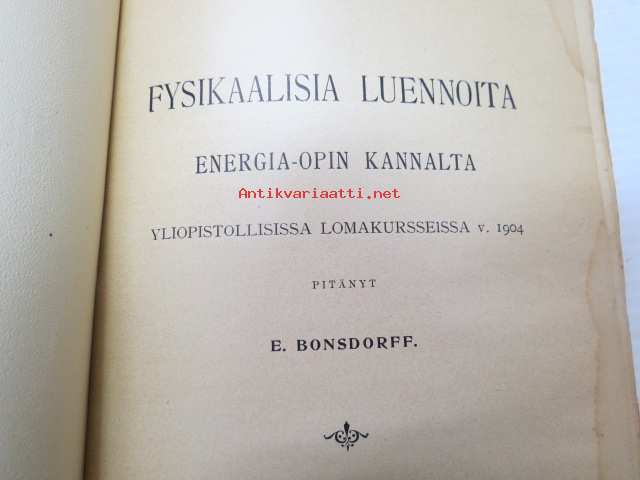 FYSIKAALISIA LUENNOITA
ENERGIA-OPIN KANNALTA
Antikvariaatti.net
YLIOPISTOLLISISSA LOMAKURSSEISSA v. 1904
PITÄNYT
E. BONSDORFF.